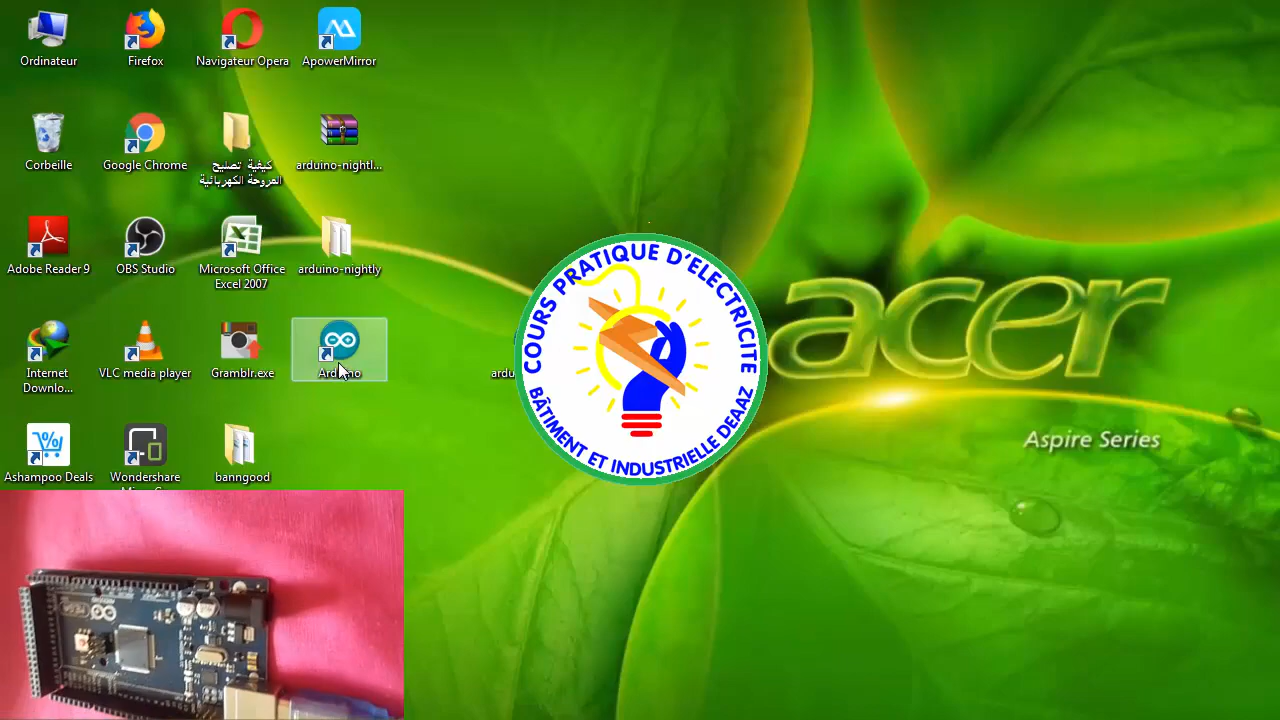 Ordinateur
Firefox
Navigateur Opera
ApowerMirror
Corbeille
Google Chrome
كيفية تصليح
المروحة الكهربائية
arduino-nightl...
Adobe Reader 9
OBS Studio
Microsoft Office
Excel 2007
arduino-nightly
Internet
Downlo...
VLC media player
Gramblr.exe
Arduino
ardu
Ashampoo Deals
Wondershare
banngood
COURS PRATIQUE D'ELECTRICITE
BÂTIMENT ET INDUSTRIELLE DEAAZ
acer
Aspire Series